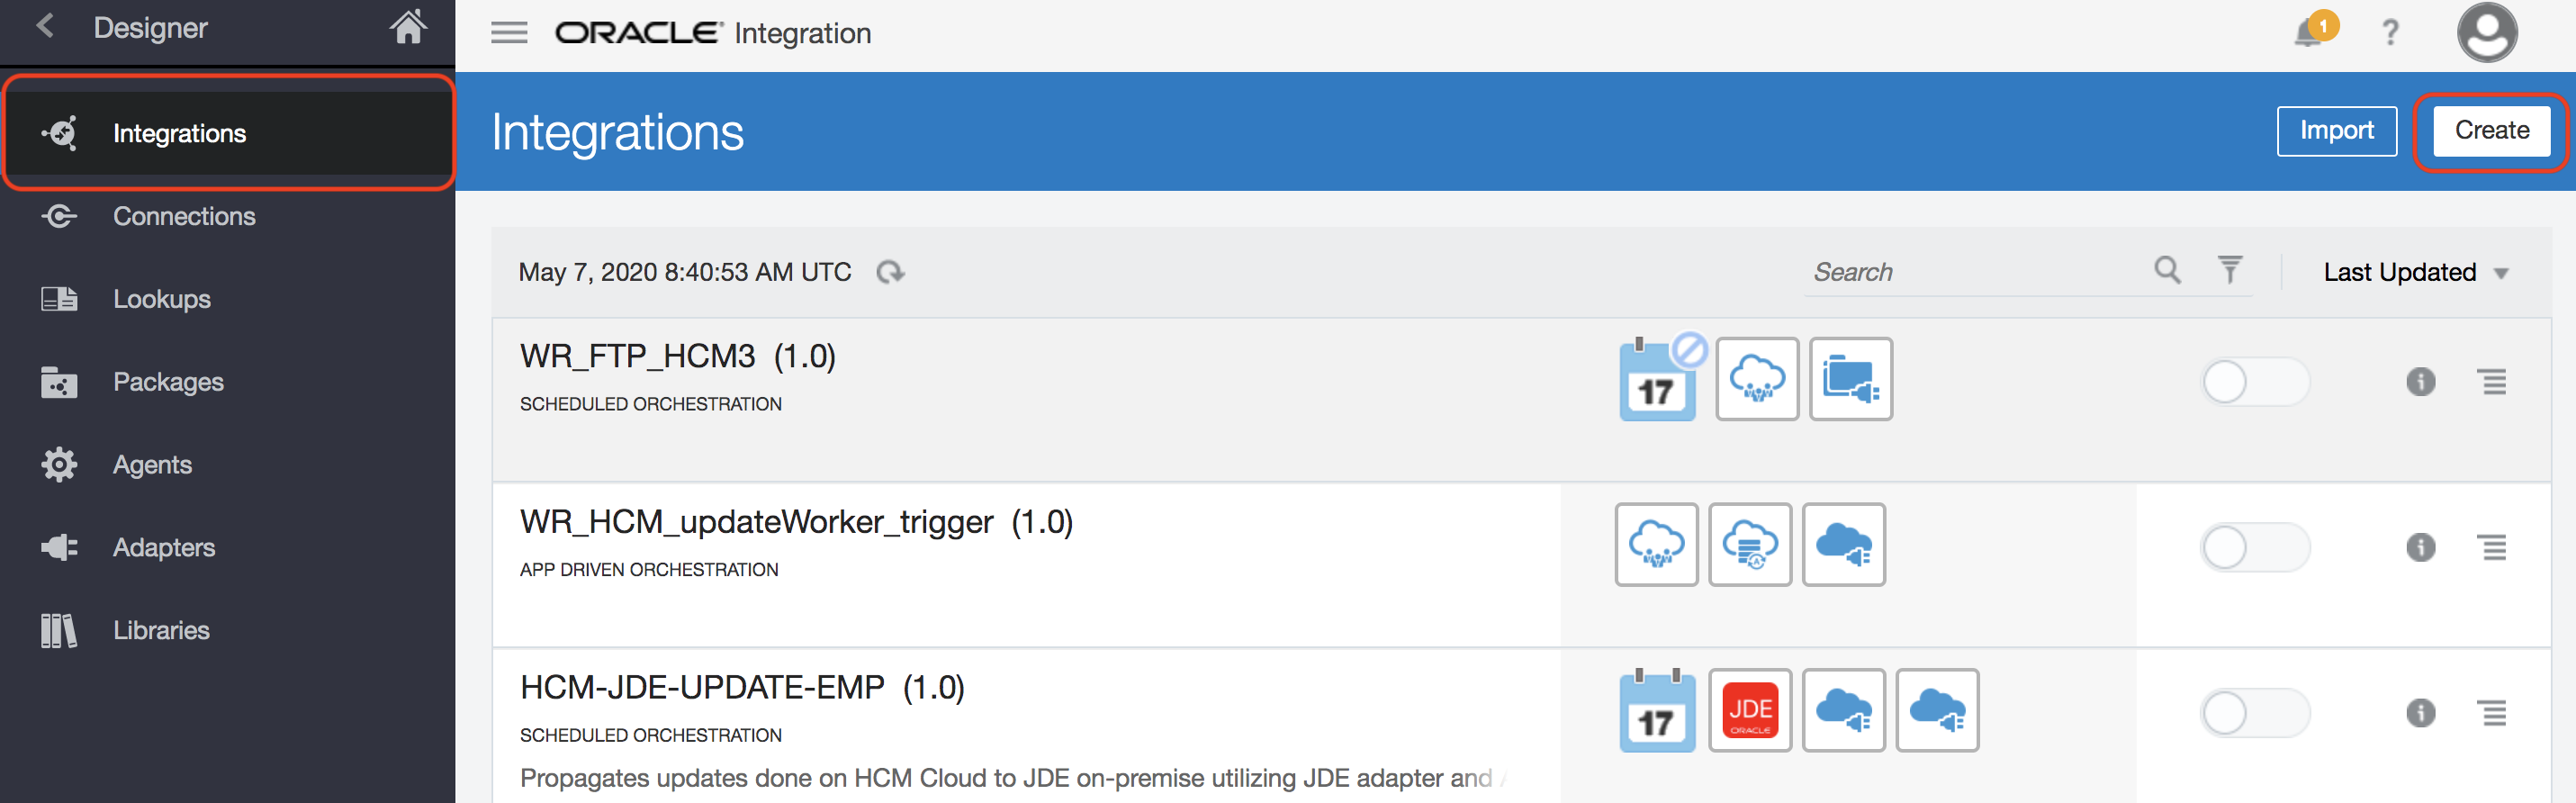 Designer
ORACLE Integration
1
?
Integrations
Connections
Lookups
Packages
Agents
Adapters
Libraries
Integrations
Import
Create
May 7, 2020 8:40:53 AM UTC
Search
Last Updated
WR_FTP_HCM3 (1.0)
SCHEDULED ORCHESTRATION
17
WR_HCM_updateWorker_trigger (1.0)
APP DRIVEN ORCHESTRATION
HCM-JDE-UPDATE-EMP (1.0)
SCHEDULED ORCHESTRATION
Propagates updates done on HCM Cloud to JDE on-premise utilizing JDE adapter and
17
JDE
ORACLE